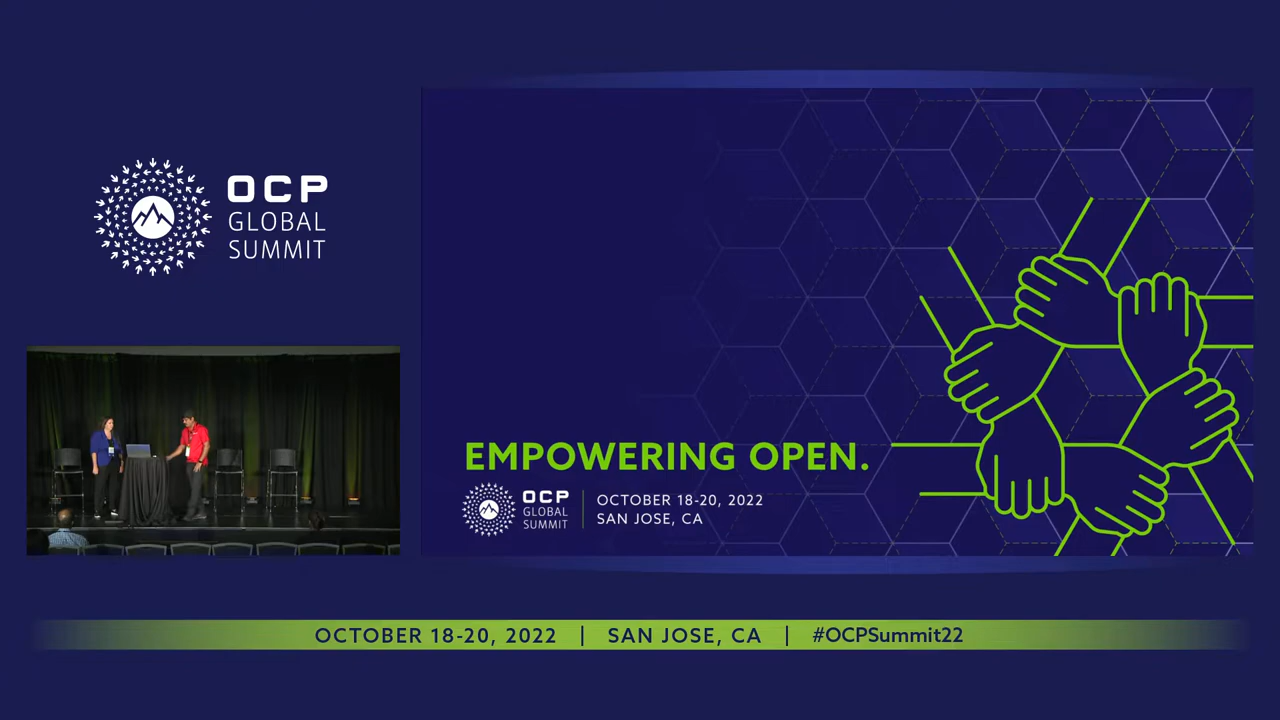 OCP
GLOBAL
SUMMIT
EMPOWERING OPEN.
OCP
GLOBAL
SUMMIT
OCTOBER 18-20, 2022
SAN JOSE, CA
OCTOBER 18-20, 2022 | SAN JOSE, CA | #OCPSummit22